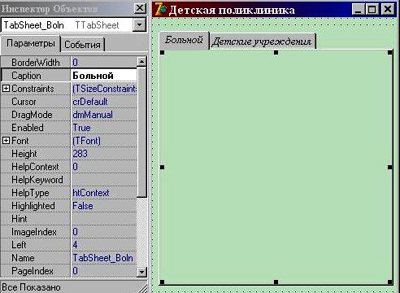 Инспектор Объектов
TabSheet_Boln TTabSheet
Параметры События
BorderWidth 0
Caption Больной
Constraints (TSizeConstraints
Cursor crDefault
DragMode dmManual
Enabled True
Font (TFont)
Height 283
HelpContext 0
HelpKeyword
HelpType htContext
Highlighted False
Hint
ImageIndex 0
Left 4
Name TabSheet_Boln
PageIndex 0
Все Показано
Детская поликлиника
Больной Детские учреждения